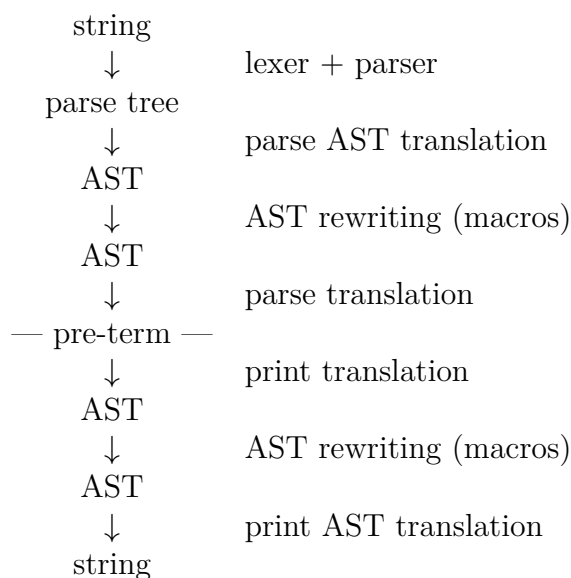 string
↓ lexer + parser
parse tree
↓ parse AST translation
AST
↓ AST rewriting (macros)
AST
↓ parse translation
— pre-term —
↓ print translation
AST
↓ AST rewriting (macros)
AST
↓ print AST translation
string